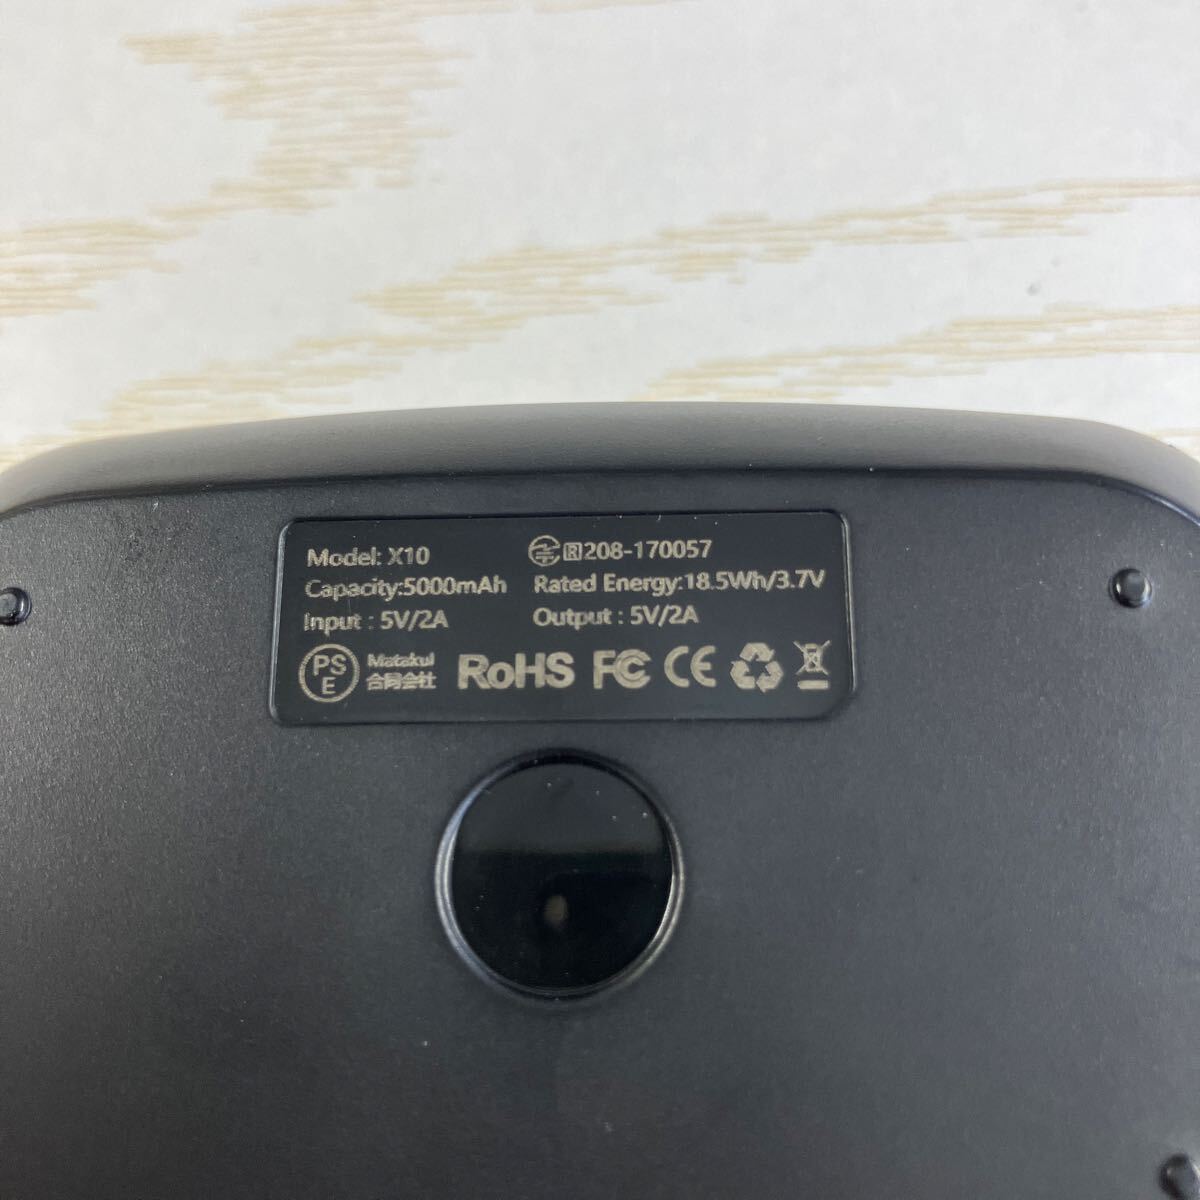 Model: X10 R 208-170057
Capacity:5000mAh Rated Energy:18.5Wh/3.7V
Input : 5V/2A Output : 5V/2A
PSE Matakul 合同会社 RoHS FC CE